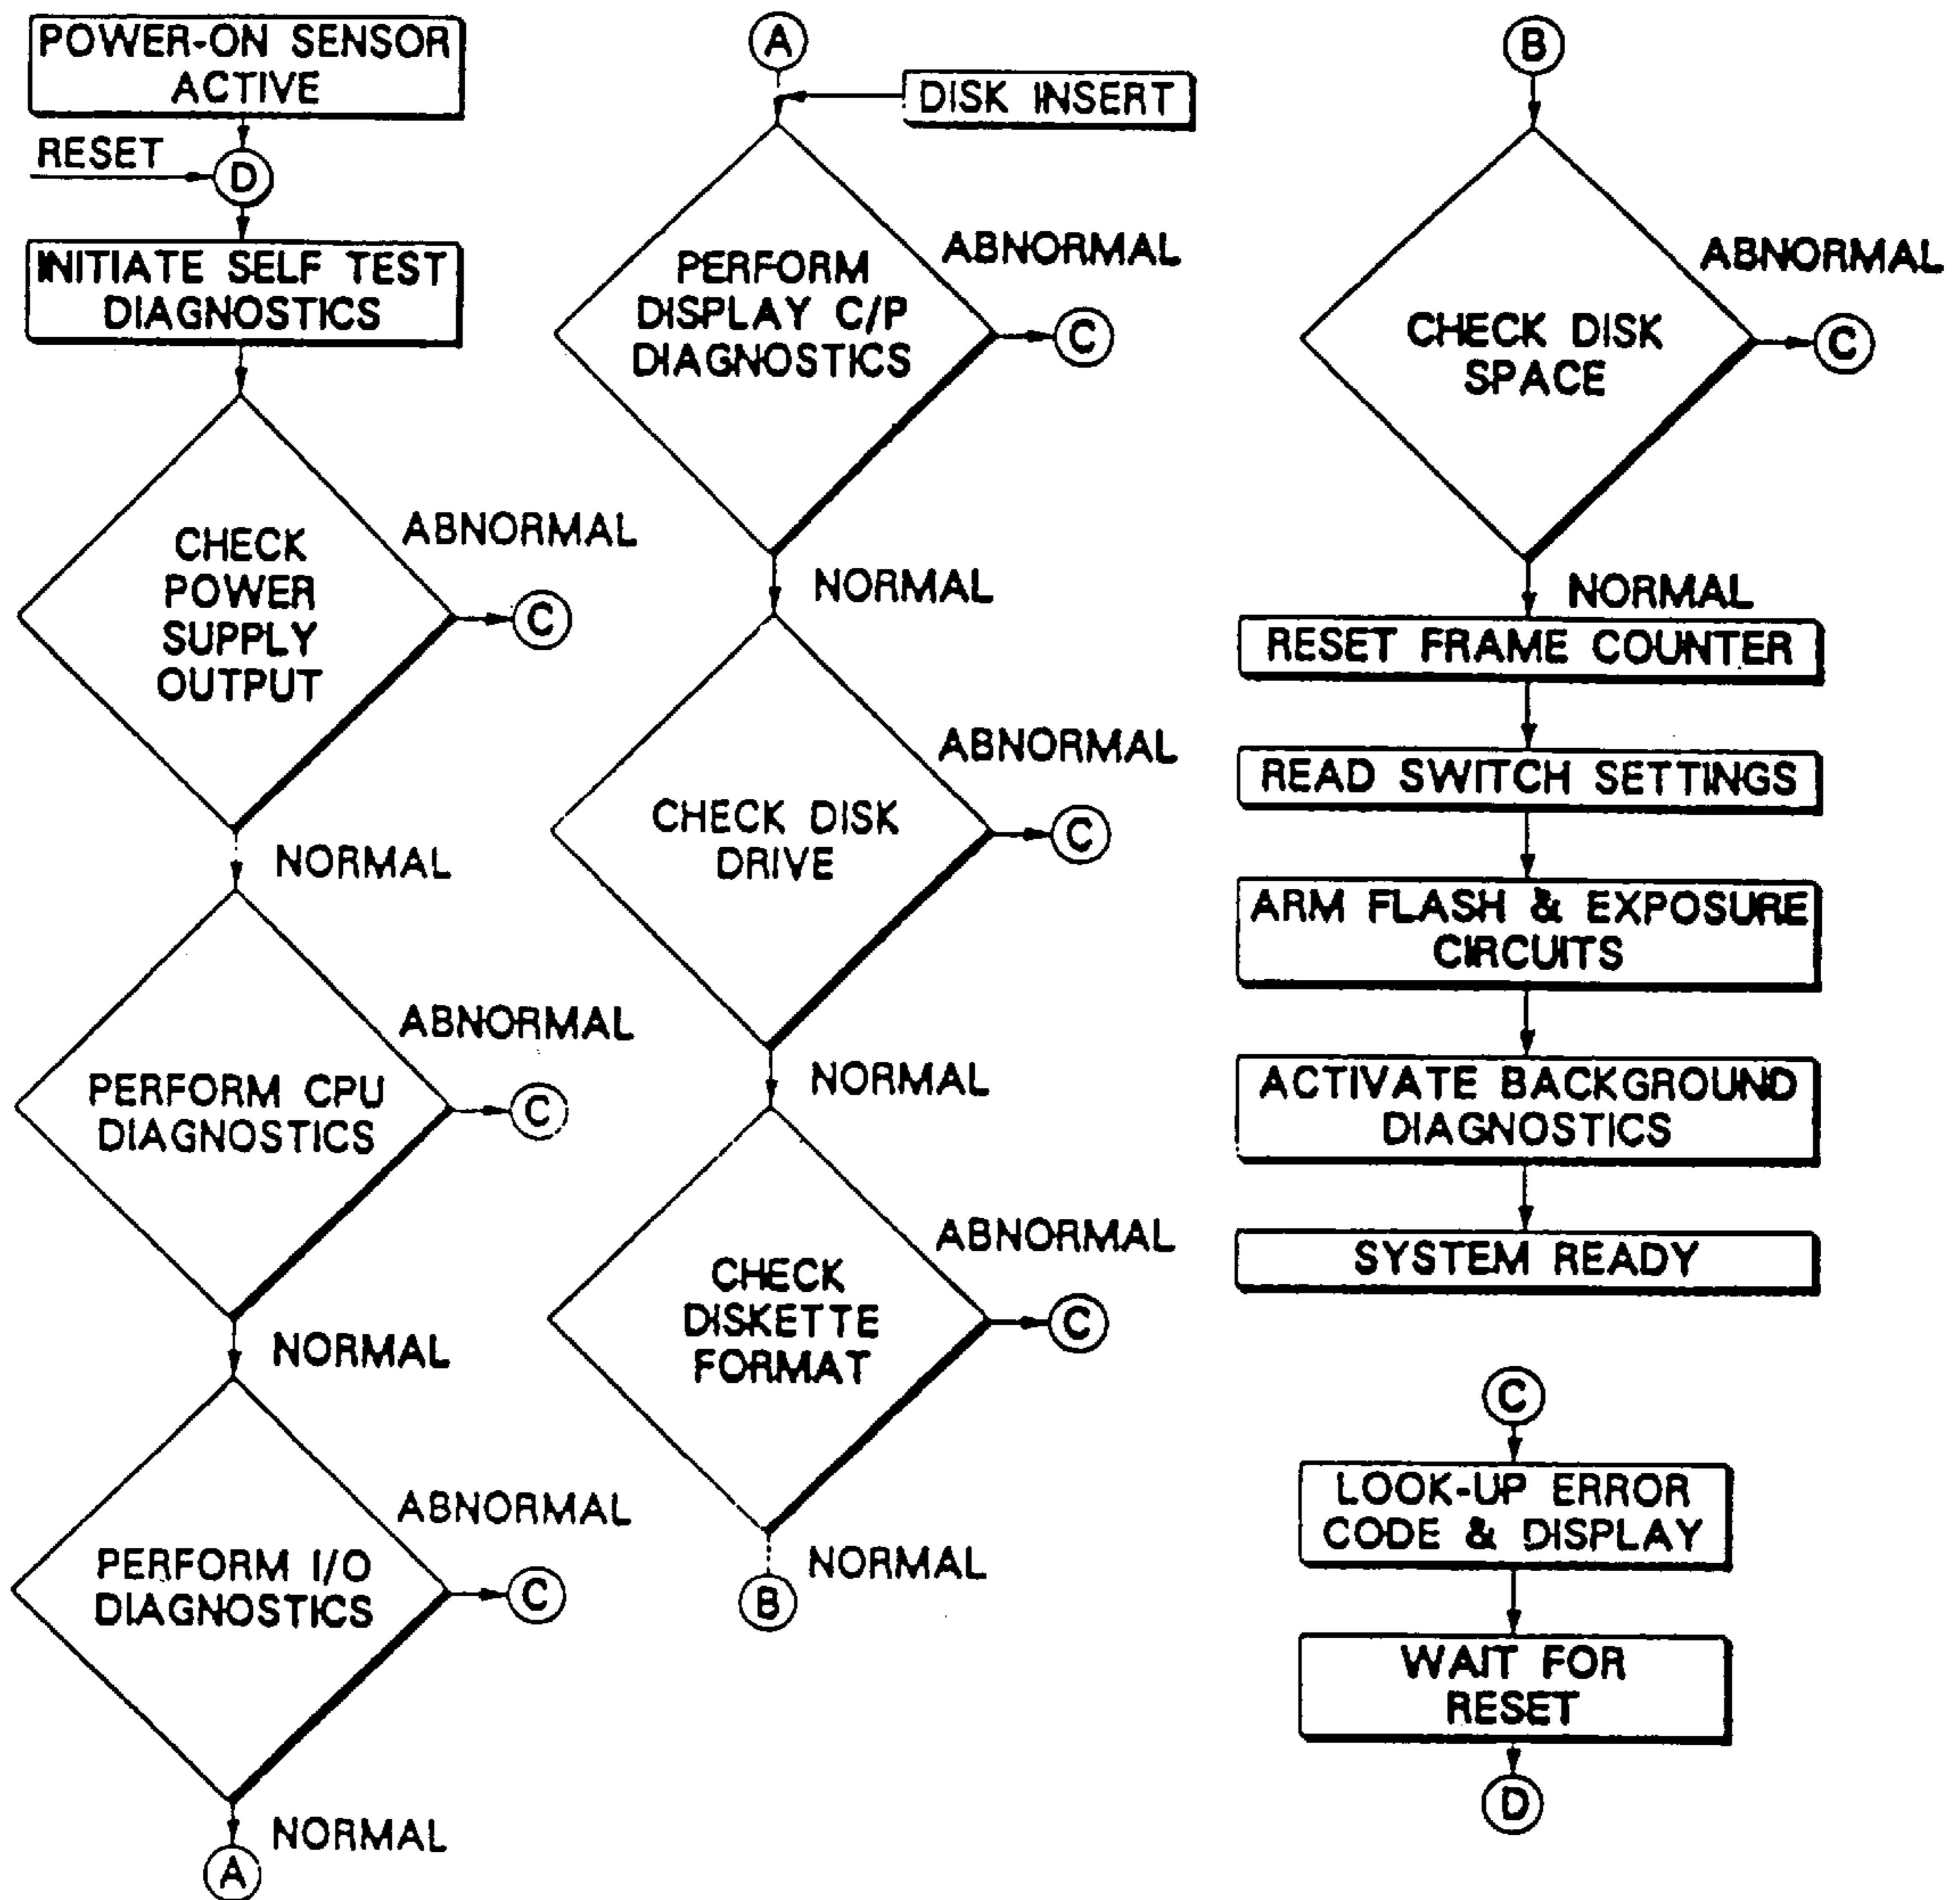 POWER-ON SENSOR
ACTIVE
RESET
D
INITIATE SELF TEST
DIAGNOSTICS
CHECK
POWER
SUPPLY
OUTPUT
ABNORMAL
C
NORMAL
PERFORM CPU
DIAGNOSTICS
ABNORMAL
C
NORMAL
PERFORM I/O
DIAGNOSTICS
ABNORMAL
C
NORMAL
A
A
DISK INSERT
PERFORM
DISPLAY C/P
DIAGNOSTICS
ABNORMAL
C
NORMAL
CHECK DISK
DRIVE
ABNORMAL
C
NORMAL
CHECK
DISKETTE
FORMAT
ABNORMAL
C
NORMAL
B
B
CHECK DISK
SPACE
ABNORMAL
C
NORMAL
RESET FRAME COUNTER
READ SWITCH SETTINGS
ARM FLASH & EXPOSURE
CIRCUITS
ACTIVATE BACKGROUND
DIAGNOSTICS
SYSTEM READY
C
LOOK-UP ERROR
CODE & DISPLAY
WAIT FOR
RESET
D